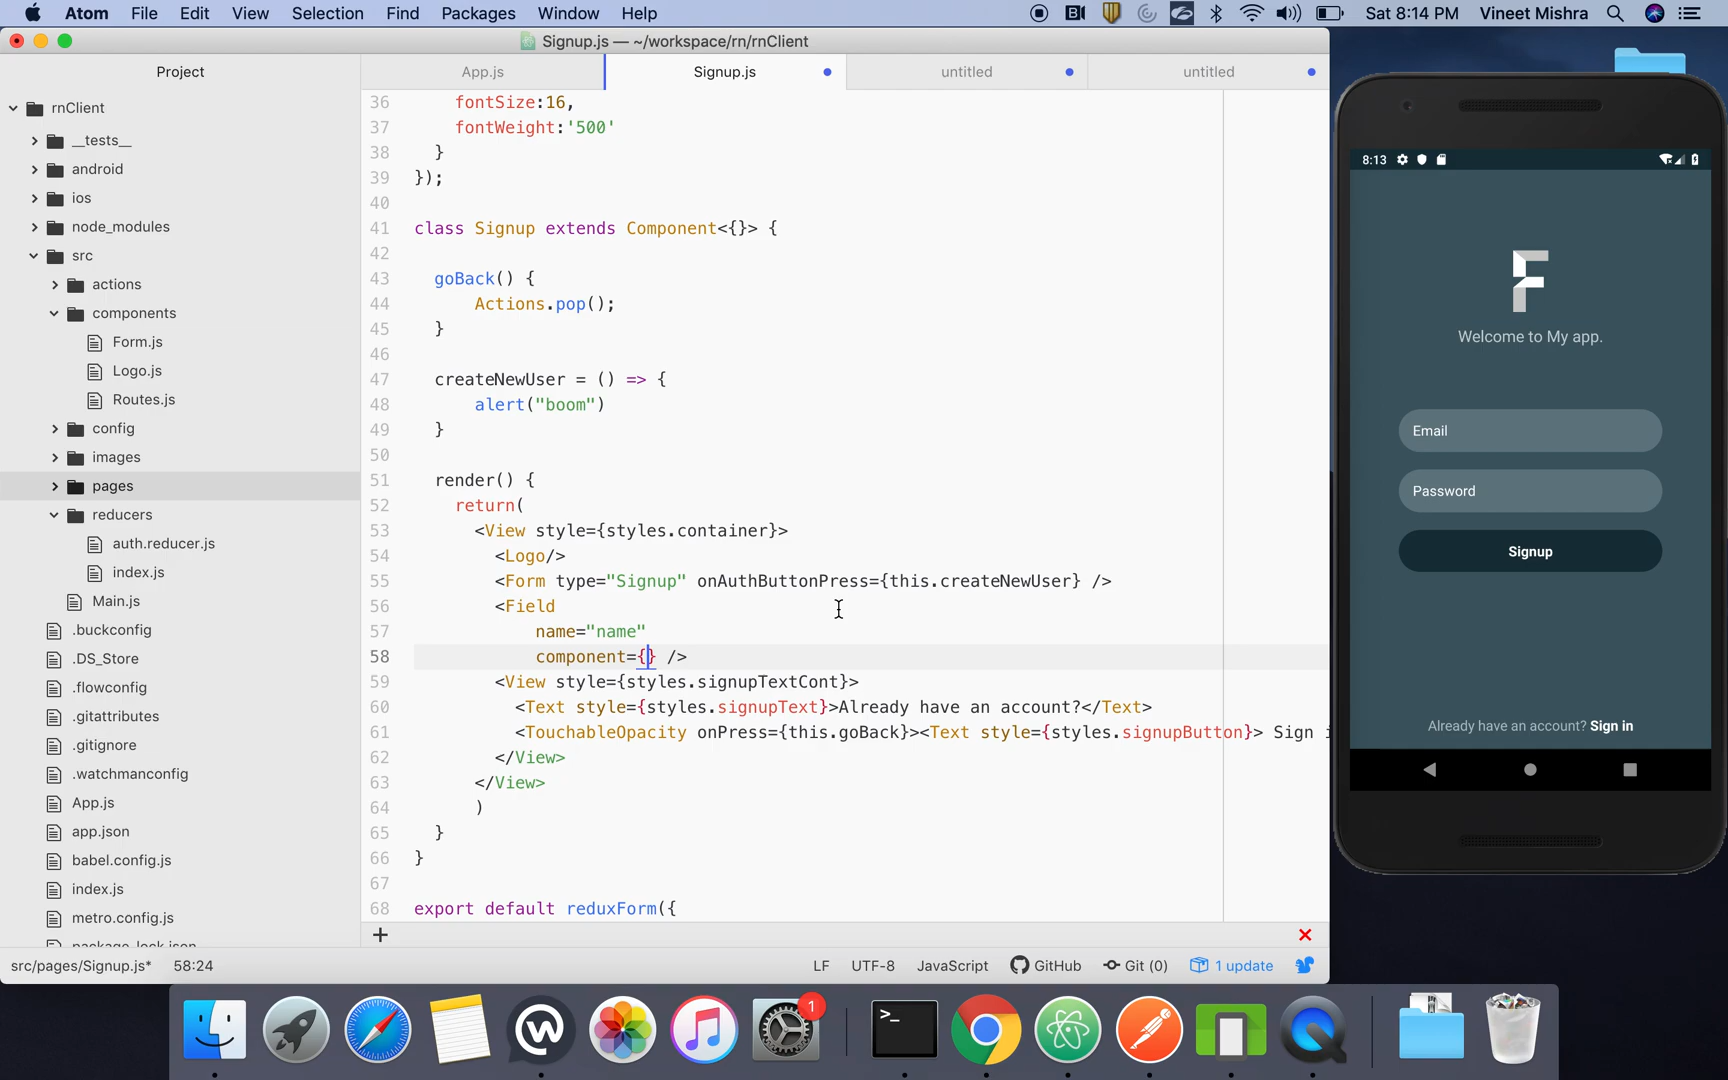 Atom File Edit View Selection Find Packages Window Help Sat 8:14 PM Vineet Mishra
Signup.js — ~/workspace/rn/rnClient
Project
App.js Signup.js untitled untitled
rnClient
__tests__
android
ios
node_modules
src
actions
components
Form.js
Logo.js
Routes.js
config
images
pages
reducers
auth.reducer.js
index.js
Main.js
.buckconfig
.DS_Store
.flowconfig
.gitattributes
.gitignore
.watchmanconfig
App.js
app.json
babel.config.js
index.js
metro.config.js
package-lock.json
36 fontSize:16,
37 fontWeight:'500'
38 }
39 });
40
41 class Signup extends Component<{}> {
42
43 goBack() {
44 Actions.pop();
45 }
46
47 createNewUser = () => {
48 alert("boom")
49 }
50
51 render() {
52 return(
53 <View style={styles.container}>
54 <Logo/>
55 <Form type="Signup" onAuthButtonPress={this.createNewUser} />
56 <Field
57 name="name"
58 component={} />
59 <View style={styles.signupTextCont}>
60 <Text style={styles.signupText}>Already have an account?</Text>
61 <TouchableOpacity onPress={this.goBack}><Text style={styles.signupButton}> Sign i
62 </View>
63 </View>
64 )
65 }
66 }
67
68 export default reduxForm({
src/pages/Signup.js* 58:24 LF UTF-8 JavaScript GitHub Git (0) 1 update
8:13
F
Welcome to My app.
Email
Password
Signup
Already have an account? Sign in
1